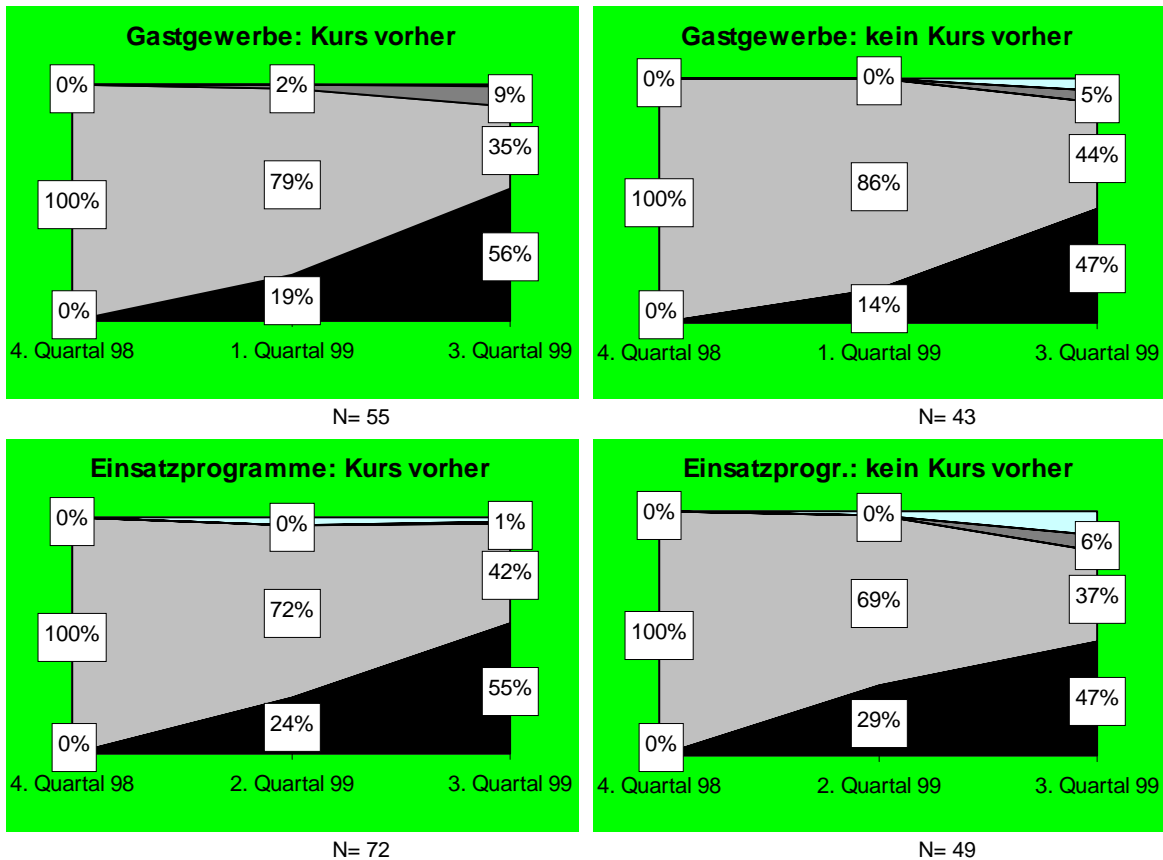 Gastgewerbe: Kurs vorher
0%
2%
9%
35%
79%
100%
56%
19%
0%
4. Quartal 98
1. Quartal 99
3. Quartal 99
N= 55
Gastgewerbe: kein Kurs vorher
0%
0%
5%
44%
86%
100%
47%
14%
0%
4. Quartal 98
1. Quartal 99
3. Quartal 99
N= 43
Einsatzprogramme: Kurs vorher
0%
0%
1%
42%
72%
100%
55%
24%
0%
4. Quartal 98
2. Quartal 99
3. Quartal 99
N= 72
Einsatzprogr.: kein Kurs vorher
0%
0%
6%
37%
69%
100%
47%
29%
0%
4. Quartal 98
2. Quartal 99
3. Quartal 99
N= 49